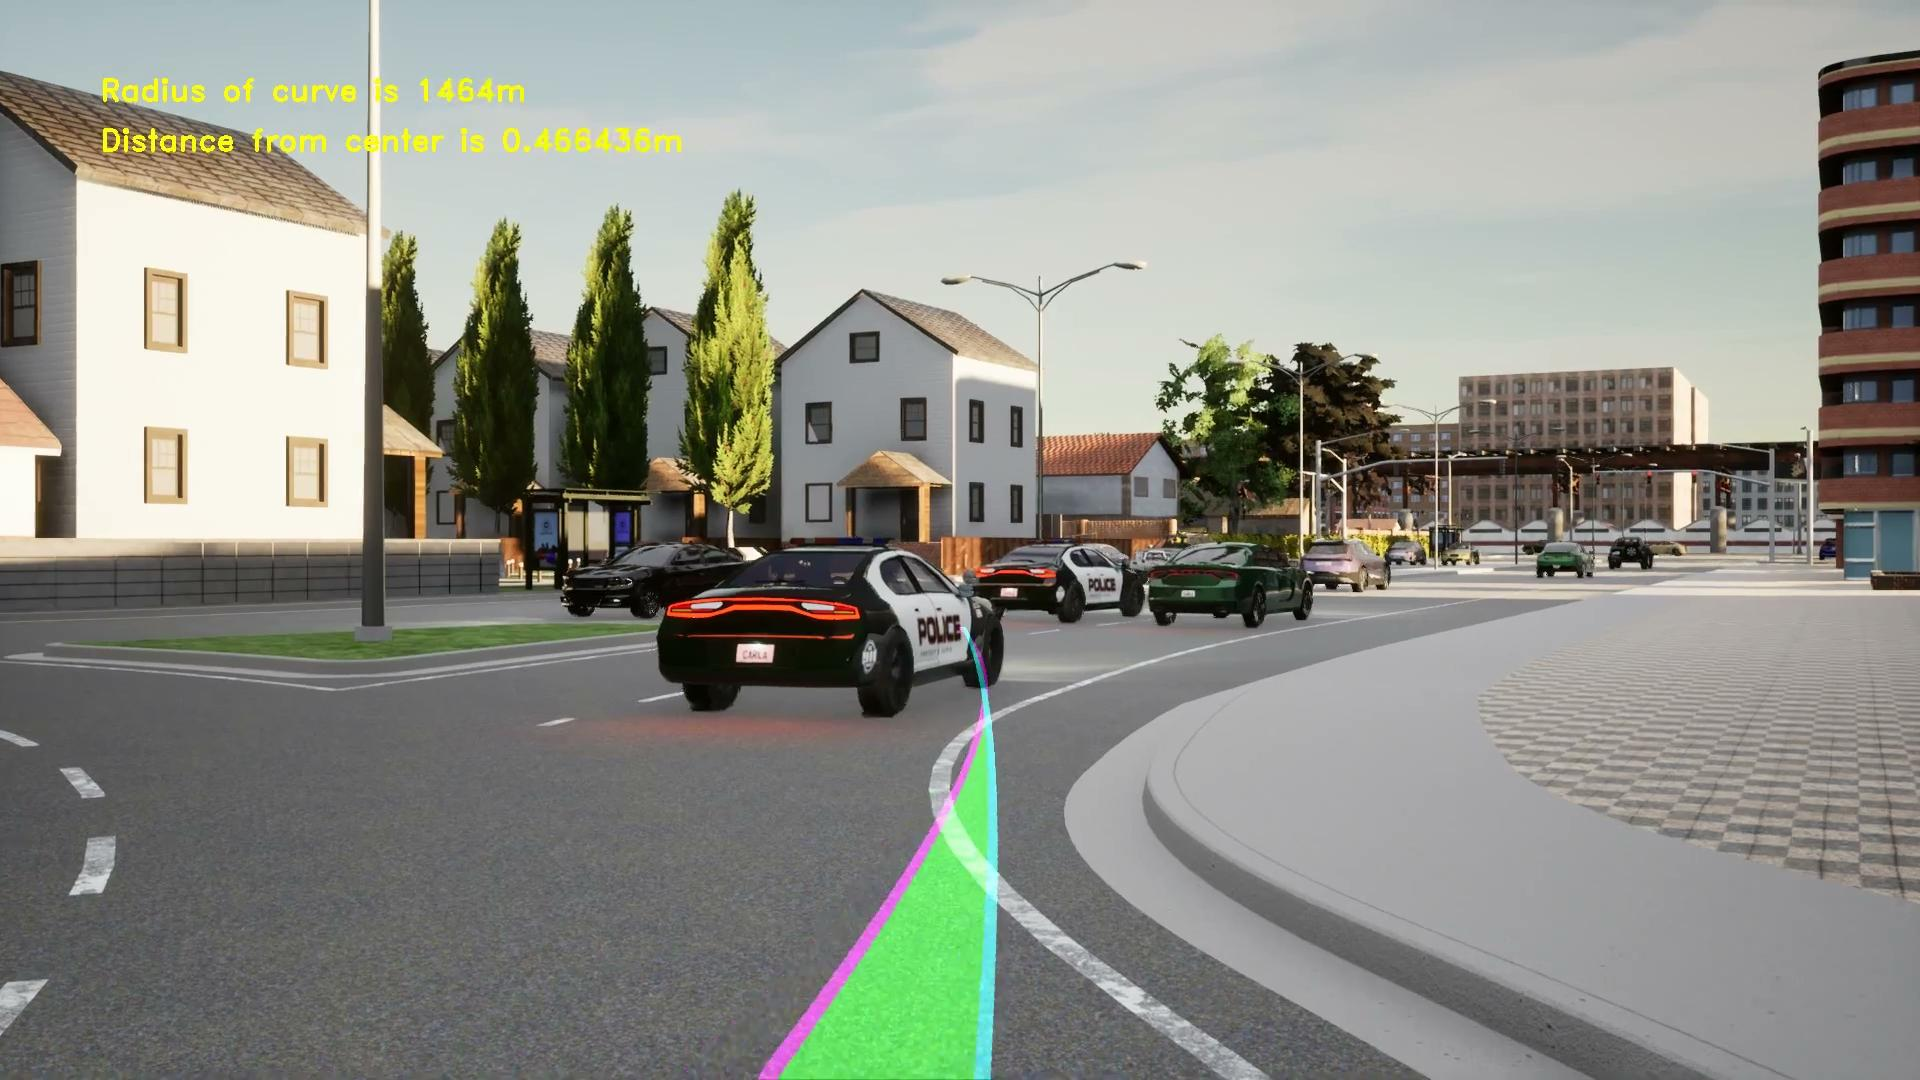 Radius of curve is 1464m
Distance from center is 0.466436m
POLICE
POLICE
CARLA